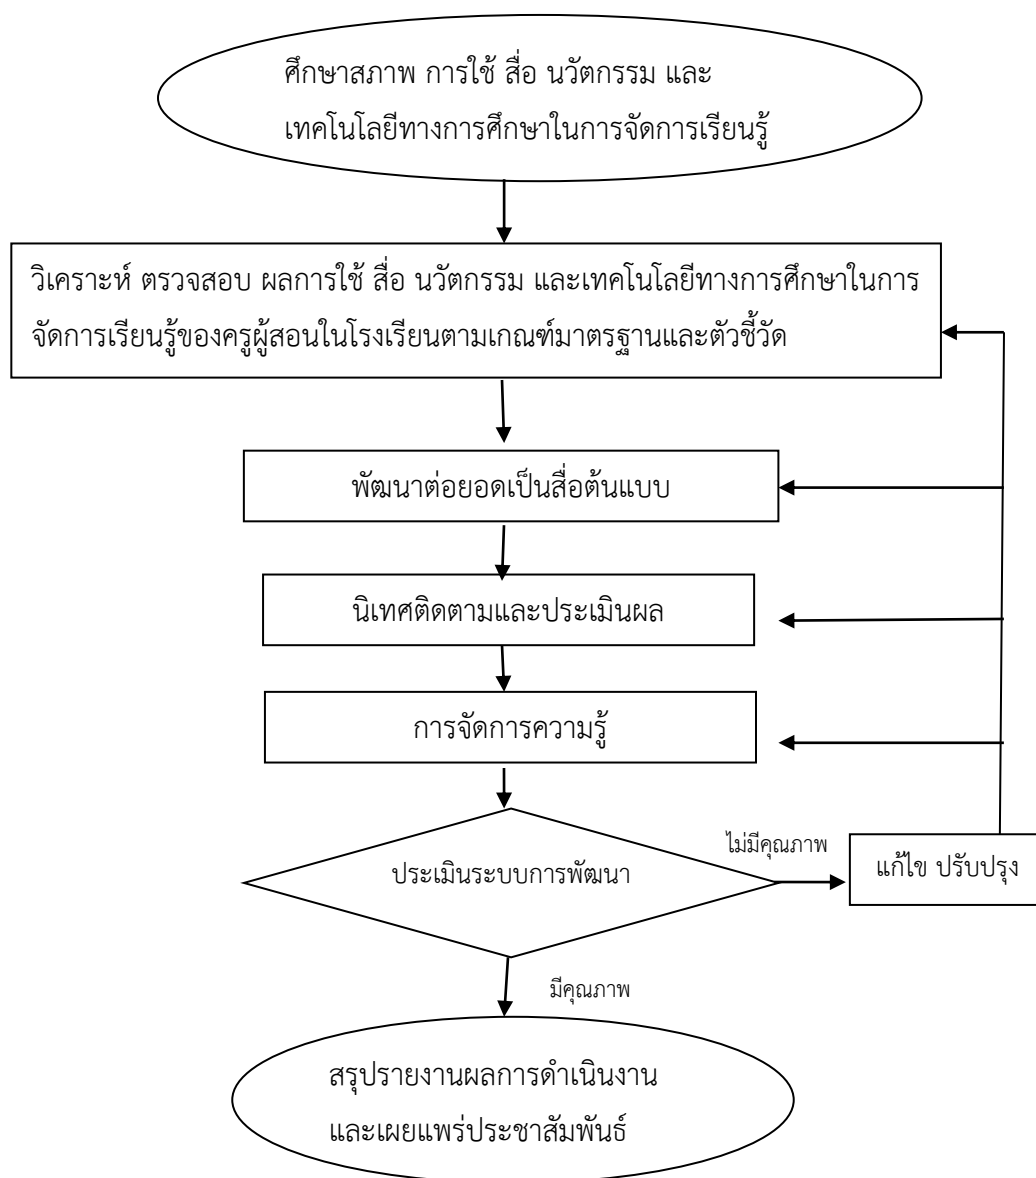 ศึกษาสภาพ การใช้ สื่อ นวัตกรรม และ
เทคโนโลยีทางการศึกษาในการจัดการเรียนรู้
วิเคราะห์ ตรวจสอบ ผลการใช้ สื่อ นวัตกรรม และเทคโนโลยีทางการศึกษาในการ
จัดการเรียนรู้ของครูผู้สอนในโรงเรียนตามเกณฑ์มาตรฐานและตัวชี้วัด
พัฒนาต่อยอดเป็นสื่อต้นแบบ
นิเทศติดตามและประเมินผล
การจัดการความรู้
ประเมินระบบการพัฒนา
ไม่มีคุณภาพ
แก้ไข ปรับปรุง
มีคุณภาพ
สรุปรายงานผลการดำเนินงาน
และเผยแพร่ประชาสัมพันธ์